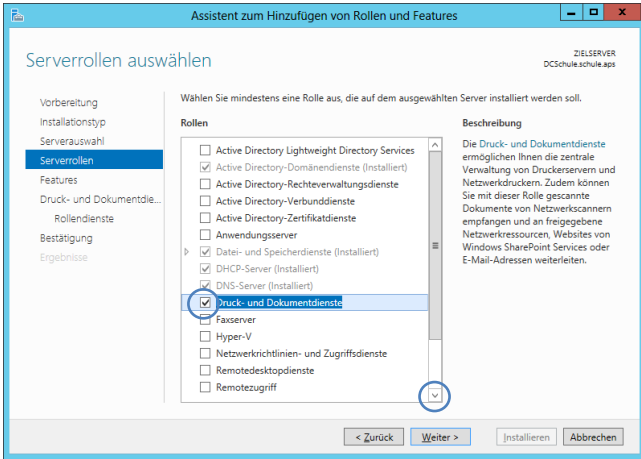 Assistent zum Hinzufügen von Rollen und Features
Serverrollen auswählen
ZIELSERVER
DCSchule.schule.aps
Vorbereitung
Installationstyp
Serverauswahl
Serverrollen
Features
Druck- und Dokumentdie...
Rollendienste
Bestätigung
Ergebnisse
Wählen Sie mindestens eine Rolle aus, die auf dem ausgewählten Server installiert werden soll.
Rollen
Active Directory Lightweight Directory Services
Active Directory-Domänendienste (Installiert)
Active Directory-Rechteverwaltungsdienste
Active Directory-Verbunddienste
Active Directory-Zertifikatdienste
Anwendungsserver
Datei- und Speicherdienste (Installiert)
DHCP-Server (Installiert)
DNS-Server (Installiert)
Druck- und Dokumentdienste
Faxserver
Hyper-V
Netzwerkrichtlinien- und Zugriffsdienste
Remotedesktopdienste
Remotezugriff
Beschreibung
Die Druck- und Dokumentdienste
ermöglichen Ihnen die zentrale
Verwaltung von Druckerservern und
Netzwerkdruckern. Zudem können
Sie mit dieser Rolle gescannte
Dokumente von Netzwerkscannern
empfangen und an freigegebene
Netzwerkressourcen, Websites von
Windows SharePoint Services oder
E-Mail-Adressen weiterleiten.
< Zurück
Weiter >
Installieren
Abbrechen